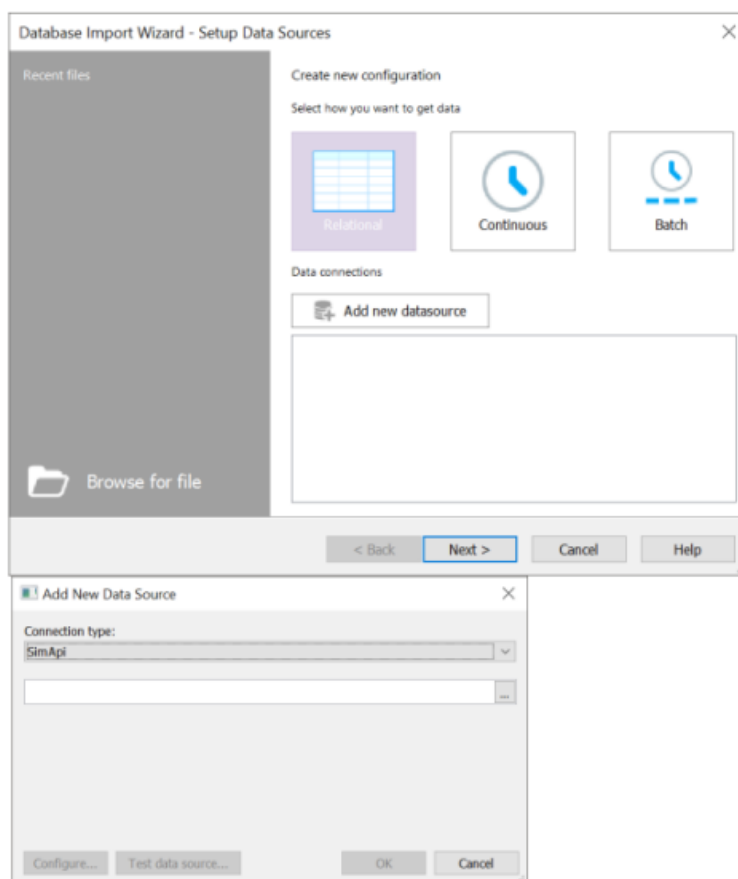 Database Import Wizard - Setup Data Sources
Recent files
Create new configuration
Select how you want to get data
Relational
Continuous
Batch
Data connections
Add new datasource
Browse for file
< Back
Next >
Cancel
Help
Add New Data Source
Connection type:
SimApi
...
Configure...
Test data source...
OK
Cancel